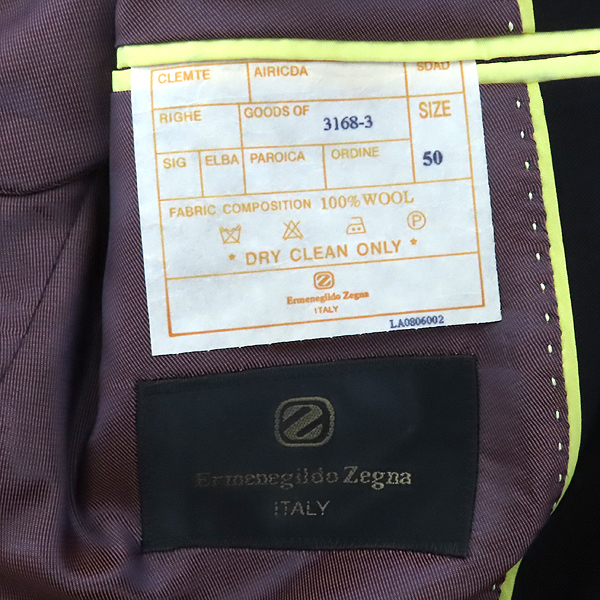 CLEMTE AIRICDA SDAD
RIGHE GOODS OF 3168-3 SIZE
SIG ELBA PAROICA ORDINE 50
FABRIC COMPOSITION 100% WOOL
P
* DRY CLEAN ONLY *
Ermenegildo Zegna
ITALY
LA0806002
Ermenegildo Zegna
ITALY